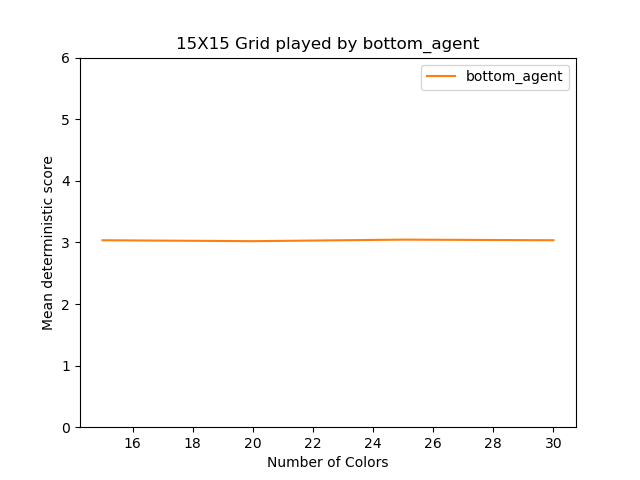 15X15 Grid played by bottom_agent
bottom_agent
Mean deterministic score
6
5
4
3
2
1
0
16 18 20 22 24 26 28 30
Number of Colors